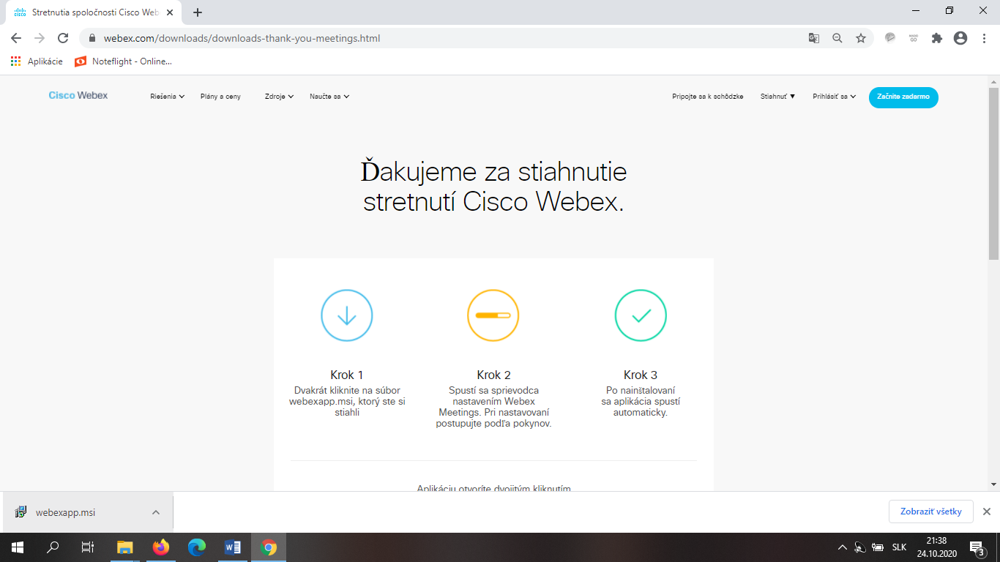 Stretnutia spoločnosti Cisco Web
webex.com/downloads/downloads-thank-you-meetings.html
Aplikácie
Noteflight - Online...
Cisco Webex
Riešenia
Plány a ceny
Zdroje
Naučte sa
Pripojte sa k schôdzke
Stiahnuť ▼
Prihlásiť sa
Začnite zadarmo
Ďakujeme za stiahnutie
stretnutí Cisco Webex.
Krok 1
Dvakrát kliknite na súbor
webexapp.msi, ktorý ste si
stiahli
Krok 2
Spustí sa sprievodca
nastavením Webex
Meetings. Pri nastavovaní
postupujte podľa pokynov.
Krok 3
Po nainštalovaní
sa aplikácia spustí
automaticky.
Aplikáciu otvoríte dvojitým kliknutím
webexapp.msi
Zobraziť všetky
SLK
21:38
24.10.2020
3